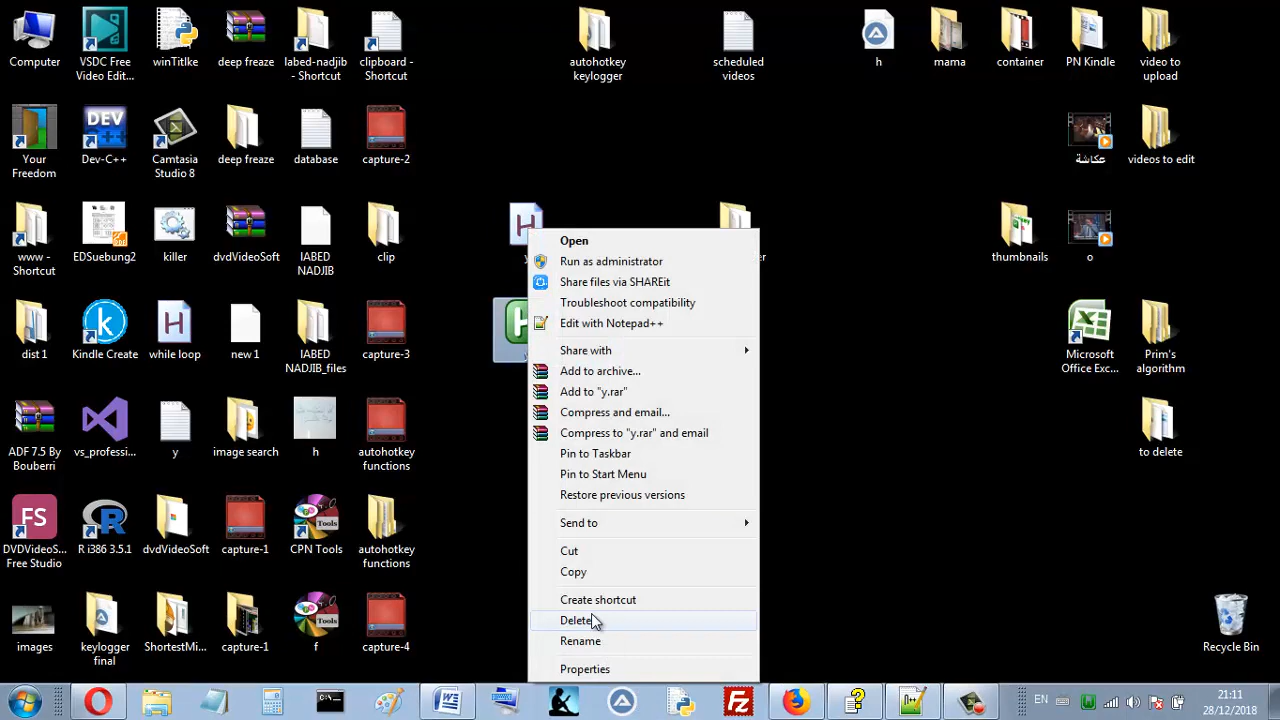 Computer
VSDC Free
Video Edit...
winTitlke
deep freeze
labed-nadjib
- Shortcut
clipboard -
Shortcut
autohotkey
keylogger
scheduled
videos
h
mama
container
PN Kindle
video to
upload
Your
Freedom
DEV
Dev-C++
Camtasia
Studio 8
deep freaze
database
capture-2
عكاشة
videos to edit
www -
Shortcut
EDSuebung2
killer
dvdVideoSoft
IABED
NADJIB
clip
thumbnails
o
dist 1
Kindle Create
while loop
new 1
IABED
NADJIB_files
capture-3
Microsoft
Office Exc...
Prim's
algorithm
ADF 7.5 By
Bouberri
vs_professi...
y
image search
h
autohotkey
functions
to delete
FS
DVDVideoS...
Free Studio
R i386 3.5.1
dvdVideoSoft
capture-1
Tools
CPN Tools
autohotkey
functions
images
keylogger
final
ShortestMi...
capture-1
Tools
f
capture-4
Recycle Bin
Open
Run as administrator
Share files via SHAREit
Troubleshoot compatibility
Edit with Notepad++
Share with
Add to archive...
Add to "y.rar"
Compress and email...
Compress to "y.rar" and email
Pin to Taskbar
Pin to Start Menu
Restore previous versions
Send to
Cut
Copy
Create shortcut
Delete
Rename
Properties
EN
21:11
28/12/2018